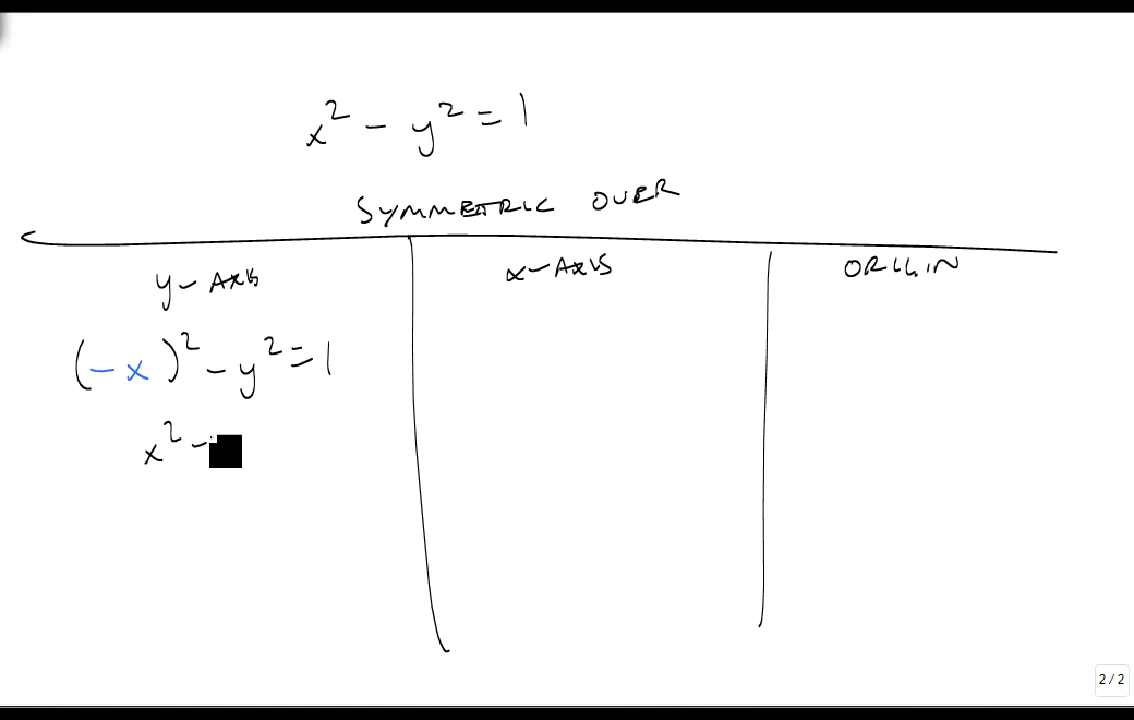 x² - y² = 1
SYMMETRIC OVER
y-AXIS
x-AXIS
ORIGIN
(-x)² - y² = 1
x² -
2/2